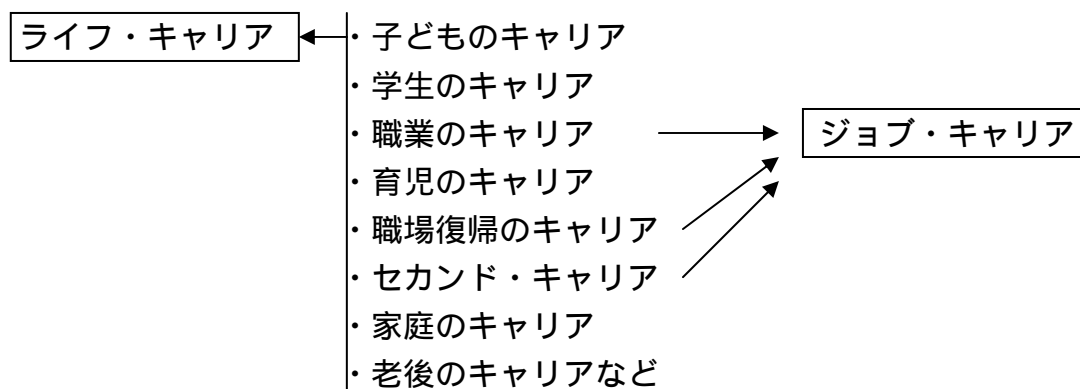 ライフ・キャリア
・子どものキャリア
・学生のキャリア
・職業のキャリア
・育児のキャリア
・職場復帰のキャリア
・セカンド・キャリア
・家庭のキャリア
・老後のキャリアなど
ジョブ・キャリア